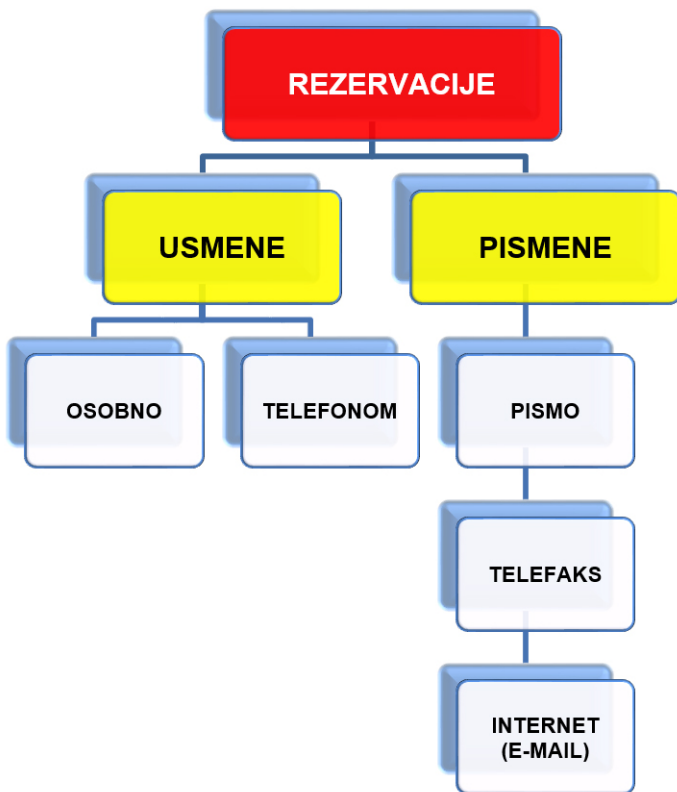 REZERVACIJE
USMENE
PISMENE
OSOBNO
TELEFONOM
PISMO
TELEFAKS
INTERNET
(E-MAIL)